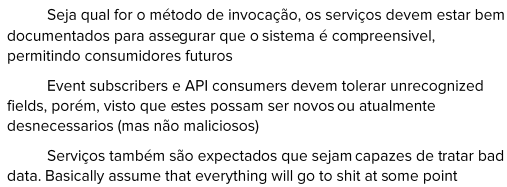 Seja qual for o método de invocação, os serviços devem estar bem
documentados para assegurar que o sistema é compreensivel,
permitindo consumidores futuros
Event subscribers e API consumers devem tolerar unrecognized
fields, porém, visto que estes possam ser novos ou atualmente
desnecessarios (mas não maliciosos)
Serviços também são expectados que sejam capazes de tratar bad
data. Basically assume that everything will go to shit at some point